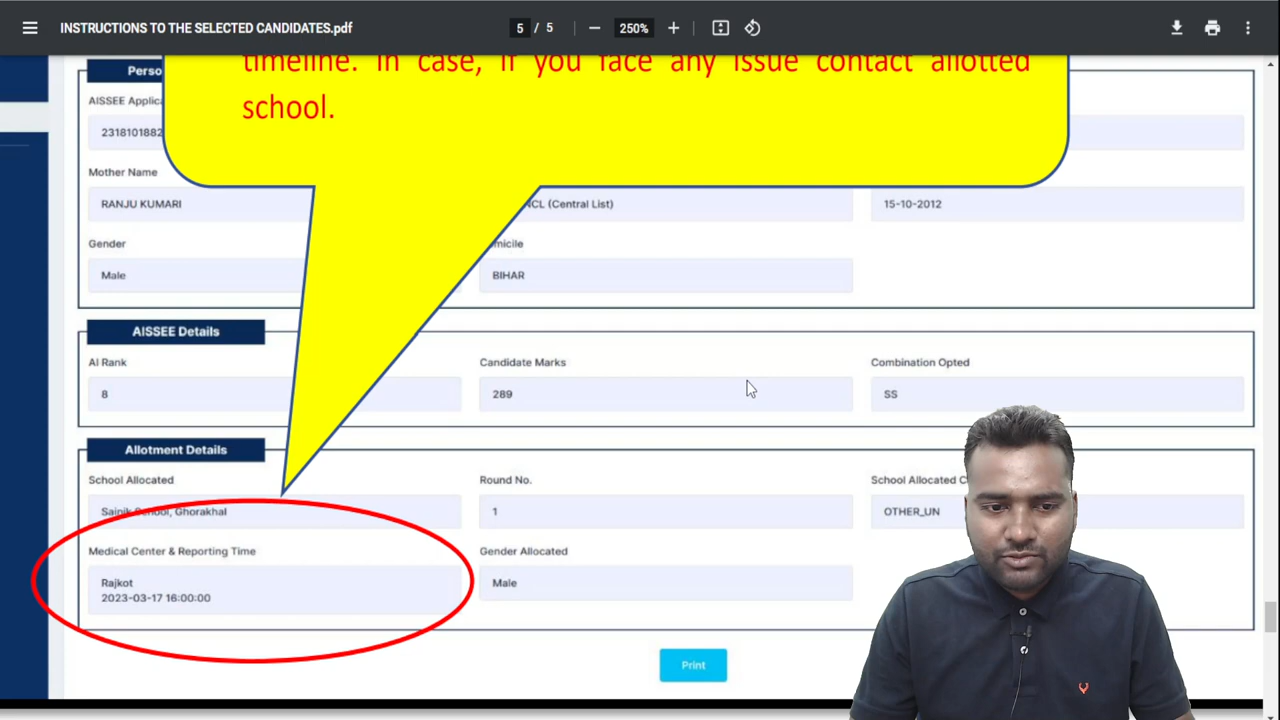 INSTRUCTIONS TO THE SELECTED CANDIDATES.pdf
5 / 5
250%
timeline. In case, if you face any issue contact allotted
school.
AISSEE
2318101882
Mother Name
RANJU KUMARI
NCL (Central List)
15-10-2012
Gender
Male
BIHAR
AISSEE Details
AI Rank
Candidate Marks
Combination Opted
8
289
SS
Allotment Details
School Allocated
Round No.
School Allocated
Sainik School, Ghorakhal
1
OTHER_UN
Medical Center & Reporting Time
Gender Allocated
Rajkot
Male
2023-03-17 16:00:00
Print